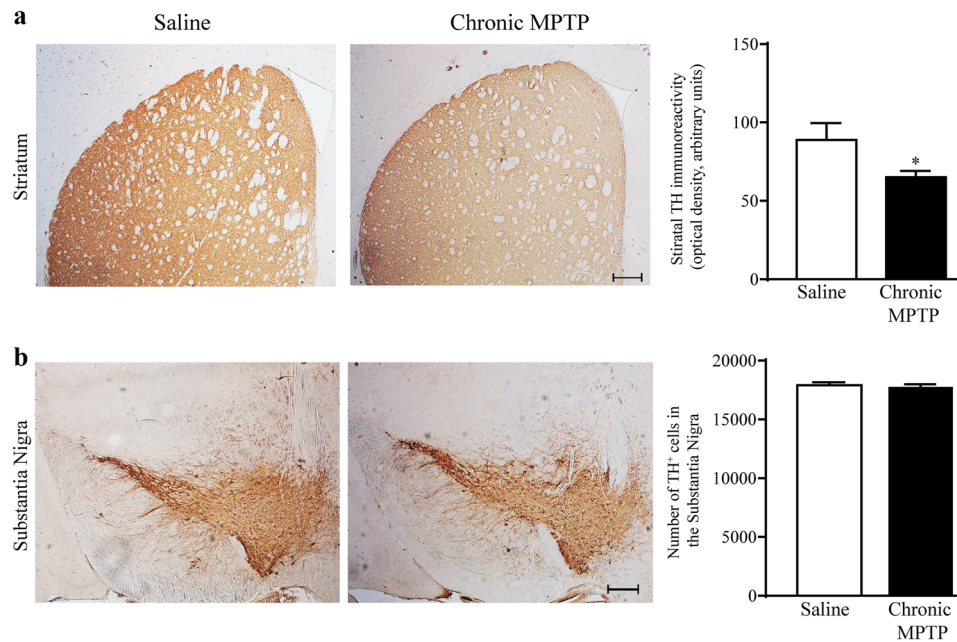 a
Saline
Chronic MPTP
Striatum
Stiratal TH immunoreactivity
(optical density, arbitrary units)
150
100
50
0
*
Saline
Chronic
MPTP
b
Substantia Nigra
Number of TH⁺ cells in
the Substantia Nigra
20000
15000
10000
5000
0
Saline
Chronic
MPTP